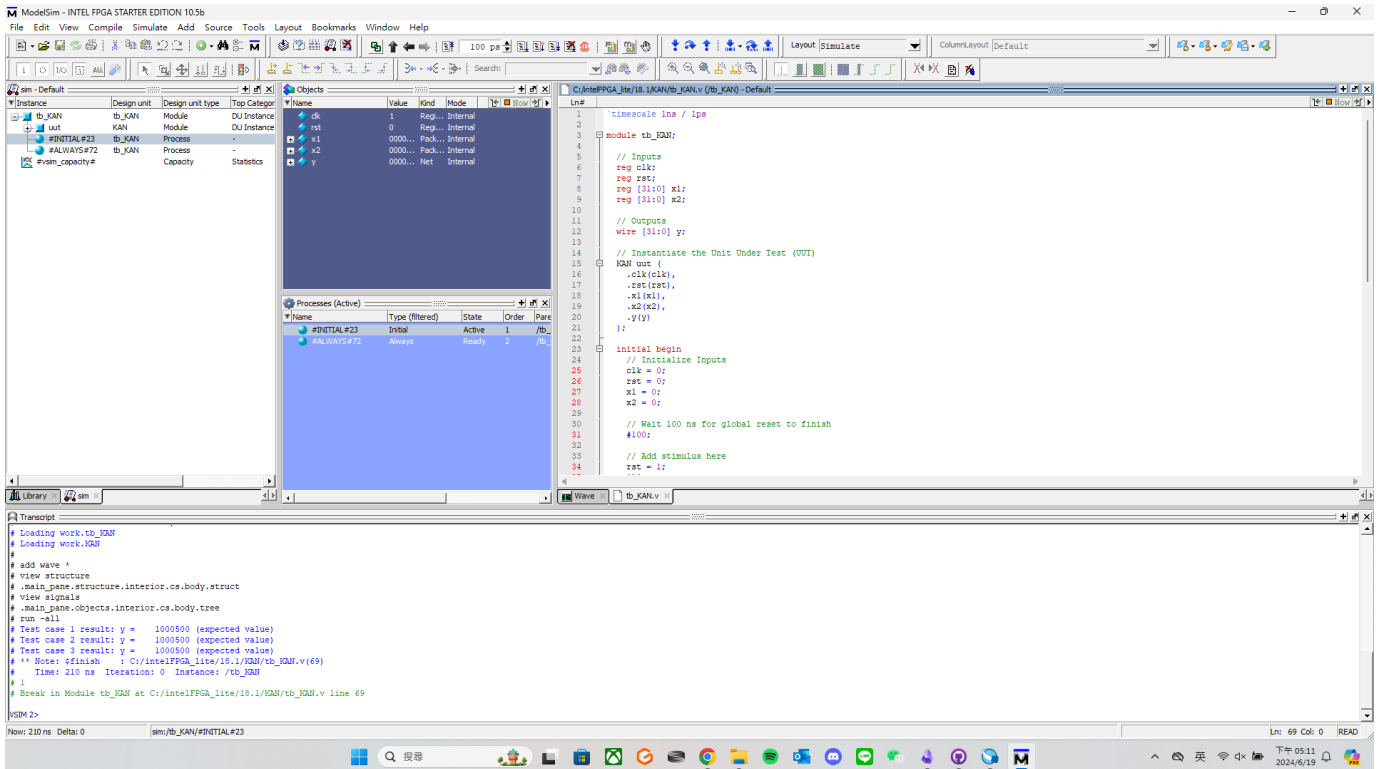 ModelSim - INTEL FPGA STARTER EDITION 10.5b
File Edit View Compile Simulate Add Source Tools Layout Bookmarks Window Help
100 ps
Layout Simulate
ColumnLayout Default
Search:
sim - Default
Instance Design unit Design unit type Top Categor
tb_KAN tb_KAN Module DU Instance
uut KAN Module DU Instance
#INITIAL#23 tb_KAN Process -
#ALWAYS#72 tb_KAN Process -
#vsim_capacity# Capacity Statistics
Library
sim
Objects
Name Value Kind Mode Now
clk 1 Regi... Internal
rst 0 Regi... Internal
x1 0000... Pack... Internal
x2 0000... Pack... Internal
y 0000... Net Internal
Processes (Active)
Name Type (filtered) State Order Pare
#INITIAL#23 Initial Active 1 /tb_
#ALWAYS#72 Always Ready 2 /tb_
C:/intelFPGA_lite/18.1/KAN/tb_KAN.v (/tb_KAN) - Default
Ln# Now
1 `timescale 1ns / 1ps
2
3 module tb_KAN;
4
5 // Inputs
6 reg clk;
7 reg rst;
8 reg [31:0] x1;
9 reg [31:0] x2;
10
11 // Outputs
12 wire [31:0] y;
13
14 // Instantiate the Unit Under Test (UUT)
15 KAN uut (
16 .clk(clk),
17 .rst(rst),
18 .x1(x1),
19 .x2(x2),
20 .y(y)
21 );
22
23 initial begin
24 // Initialize Inputs
25 clk = 0;
26 rst = 0;
27 x1 = 0;
28 x2 = 0;
29
30 // Wait 100 ns for global reset to finish
31 #100;
32
33 // Add stimulus here
34 rst = 1;
Wave
tb_KAN.v
Transcript
# Loading work.tb_KAN
# Loading work.KAN
#
# add wave *
# view structure
# .main_pane.structure.interior.cs.body.struct
# view signals
# .main_pane.objects.interior.cs.body.tree
# run -all
# Test case 1 result: y = 1000500 (expected value)
# Test case 2 result: y = 1000500 (expected value)
# Test case 3 result: y = 1000500 (expected value)
# ** Note: $finish : C:/intelFPGA_lite/18.1/KAN/tb_KAN.v(69)
# Time: 210 ns Iteration: 0 Instance: /tb_KAN
# 1
# Break in Module tb_KAN at C:/intelFPGA_lite/18.1/KAN/tb_KAN.v line 69
VSIM 2>
Now: 210 ns Delta: 0 sim:/tb_KAN/#INITIAL#23 Ln: 69 Col: 0 READ
搜尋
英
下午 05:11
2024/6/19